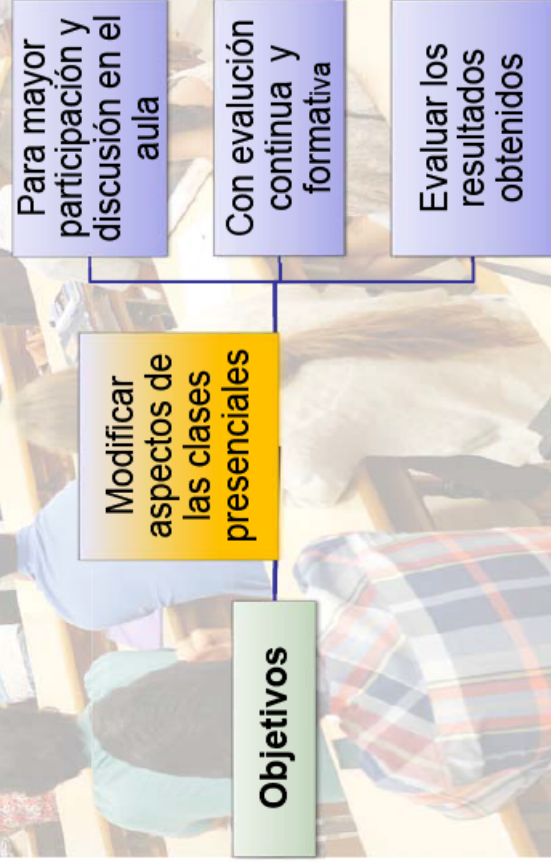 Objetivos
Modificar
aspectos de
las clases
presenciales
Para mayor
participación y
discusión en el
aula
Con evalución
continua y
formativa
Evaluar los
resultados
obtenidos